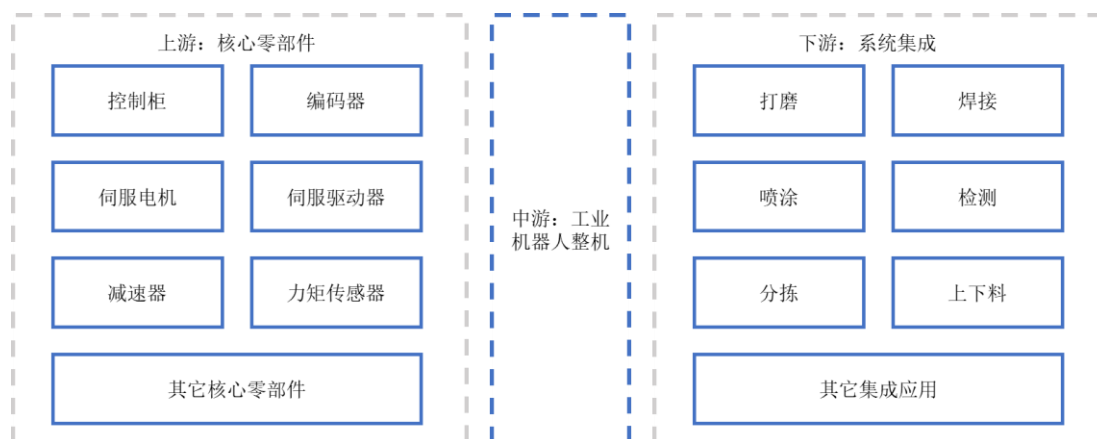 上游：核心零部件
控制柜
编码器
伺服电机
伺服驱动器
减速器
力矩传感器
其它核心零部件
中游：工业
机器人整机
下游：系统集成
打磨
焊接
喷涂
检测
分拣
上下料
其它集成应用